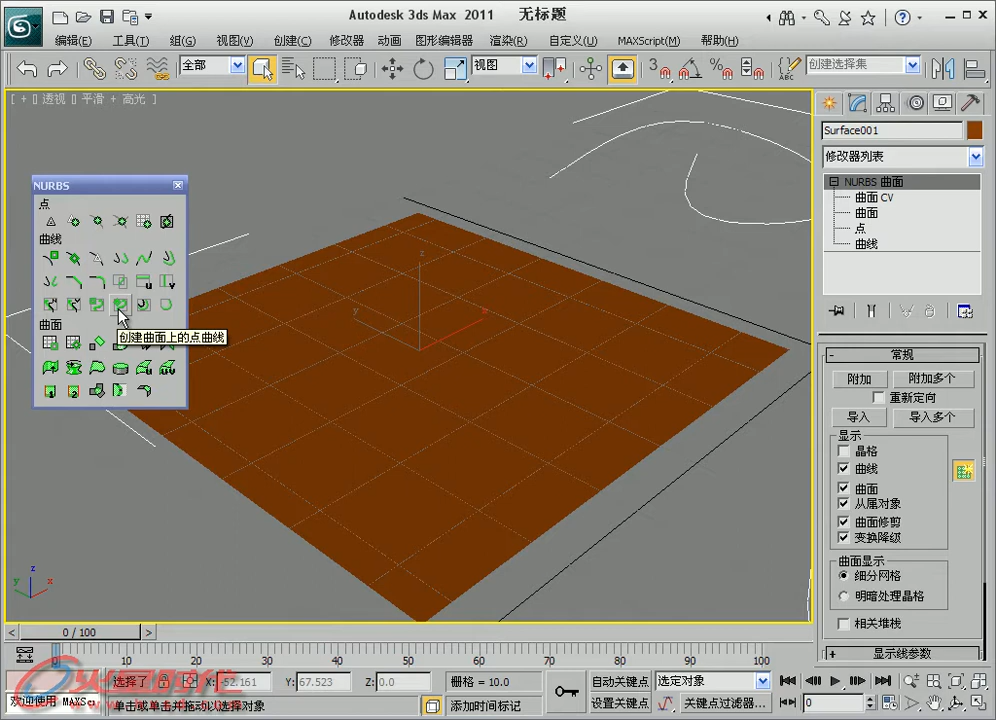 Autodesk 3ds Max 2011 无标题
编辑(E) 工具(T) 组(G) 视图(V) 创建(C) 修改器 动画 图形编辑器 渲染(R) 自定义(U) MAXScript(M) 帮助(H)
全部 视图 3 % ABC 创建选择集
[ + [] 透视 [] 平滑 + 高光 ]
Surface001
修改器列表
NURBS 曲面
曲面 CV
曲面
点
曲线
NURBS
点
曲线
曲面
创建曲面上的点曲线
z
y
x
- 常规
附加 附加多个
重新定向
导入 导入多个
显示
晶格
曲线
曲面
从属对象
曲面修剪
变换降级
曲面显示
细分网格
明暗处理晶格
相关堆栈
+ 显示线参数
z
y x
< 0 / 100 >
0 10 20 30 40 50 60 70 80 90 100
火星时代
选择了 X: -52.161 Y: 67.523 Z: 0.0 栅格 = 10.0 自动关键点 选定对象
欢迎使用 MAXSc 单击或单击并拖动以选择对象 添加时间标记 设置关键点 关键点过滤器... 0